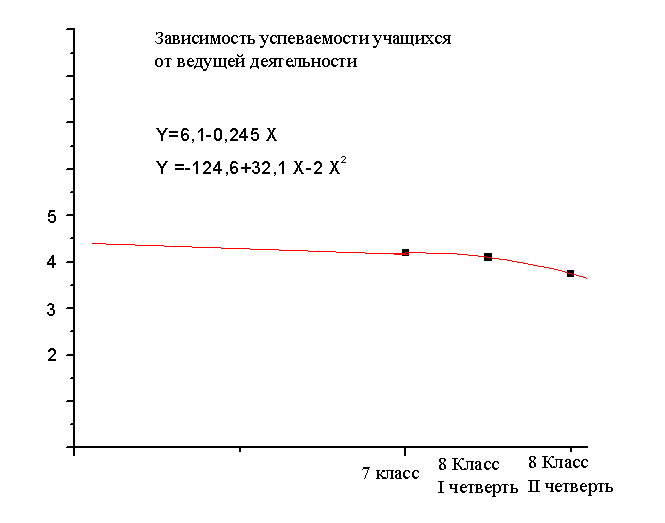 Зависимость успеваемости учащихся
от ведущей деятельности
Y=6,1-0,245 X
Y =-124,6+32,1 X-2 X²
5
4
3
2
7 класс
8 Класс
I четверть
8 Класс
II четверть